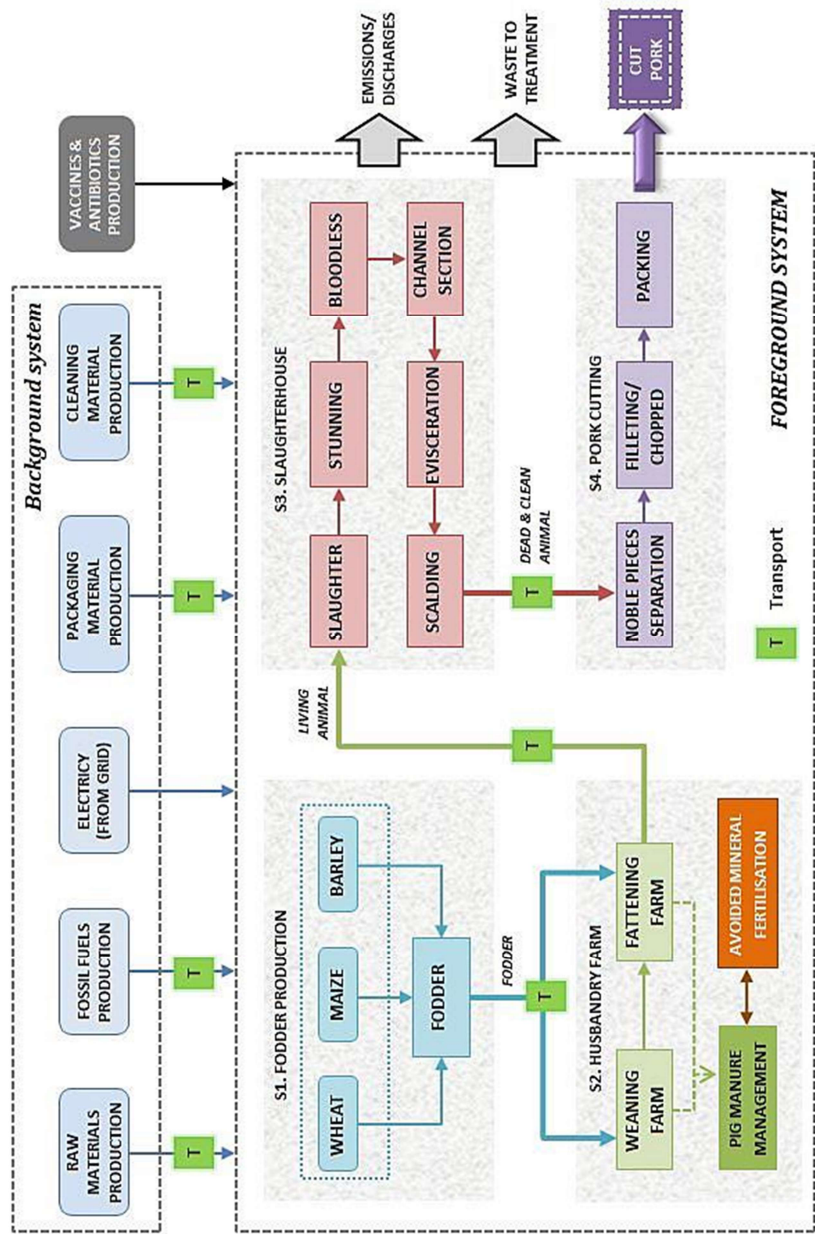 Background system
RAW
MATERIALS
PRODUCTION
FOSSIL FUELS
PRODUCTION
ELECTRICY
(FROM GRID)
PACKAGING
MATERIAL
PRODUCTION
CLEANING
MATERIAL
PRODUCTION
VACCINES &
ANTIBIOTICS
PRODUCTION
T
T
T
T
S1. FODDER PRODUCTION
WHEAT
MAIZE
BARLEY
FODDER
FODDER
T
S2. HUSBANDRY FARM
WEANING
FARM
FATTENING
FARM
PIG MANURE
MANAGEMENT
AVOIDED MINERAL
FERTILISATION
T
LIVING
ANIMAL
S3. SLAUGHTERHOUSE
SLAUGHTER
STUNNING
BLOODLESS
SCALDING
EVISCERATION
CHANNEL
SECTION
T
DEAD & CLEAN
ANIMAL
S4. PORK CUTTING
NOBLE PIECES
SEPARATION
FILLETING/
CHOPPED
PACKING
EMISSIONS/
DISCHARGES
WASTE TO
TREATMENT
CUT
PORK
T
Transport
FOREGROUND SYSTEM